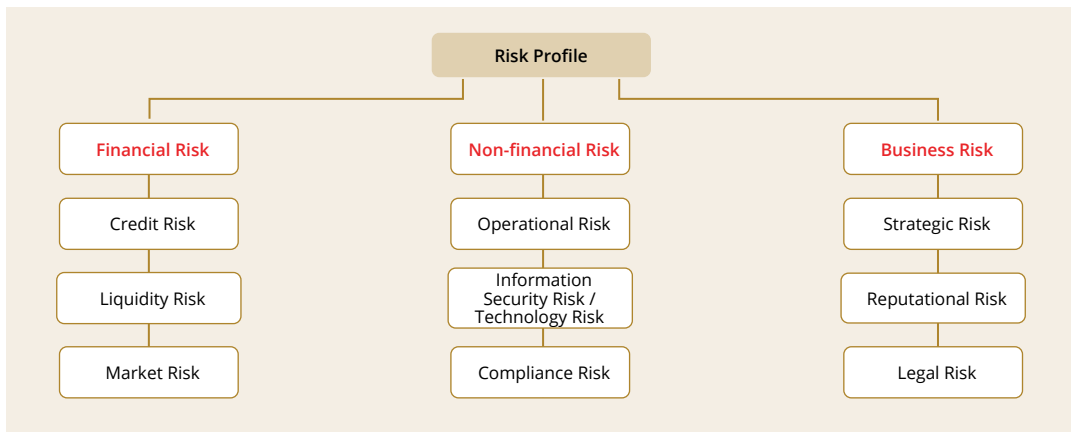 Risk Profile
Financial Risk
Credit Risk
Liquidity Risk
Market Risk
Non-financial Risk
Operational Risk
Information
Security Risk /
Technology Risk
Compliance Risk
Business Risk
Strategic Risk
Reputational Risk
Legal Risk